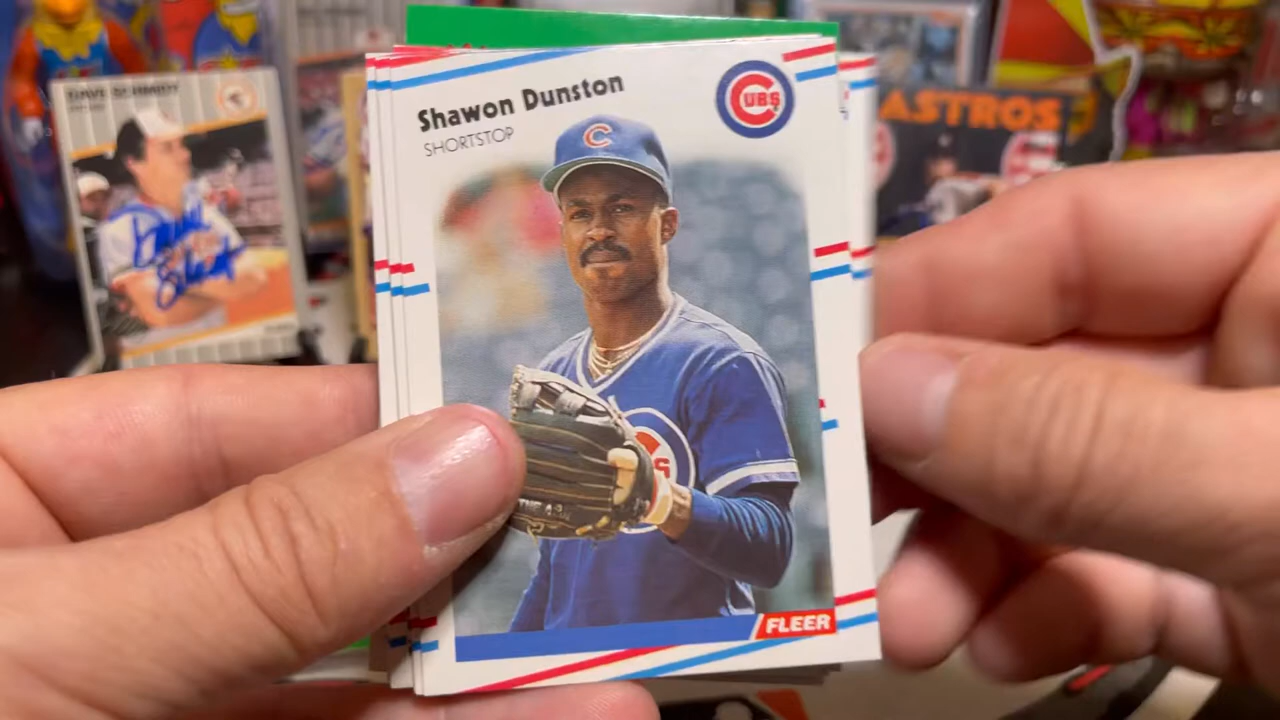 Shawon Dunston
SHORTSTOP
CUBS
C
FLEER
DAVE SCHMIDT
ASTROS